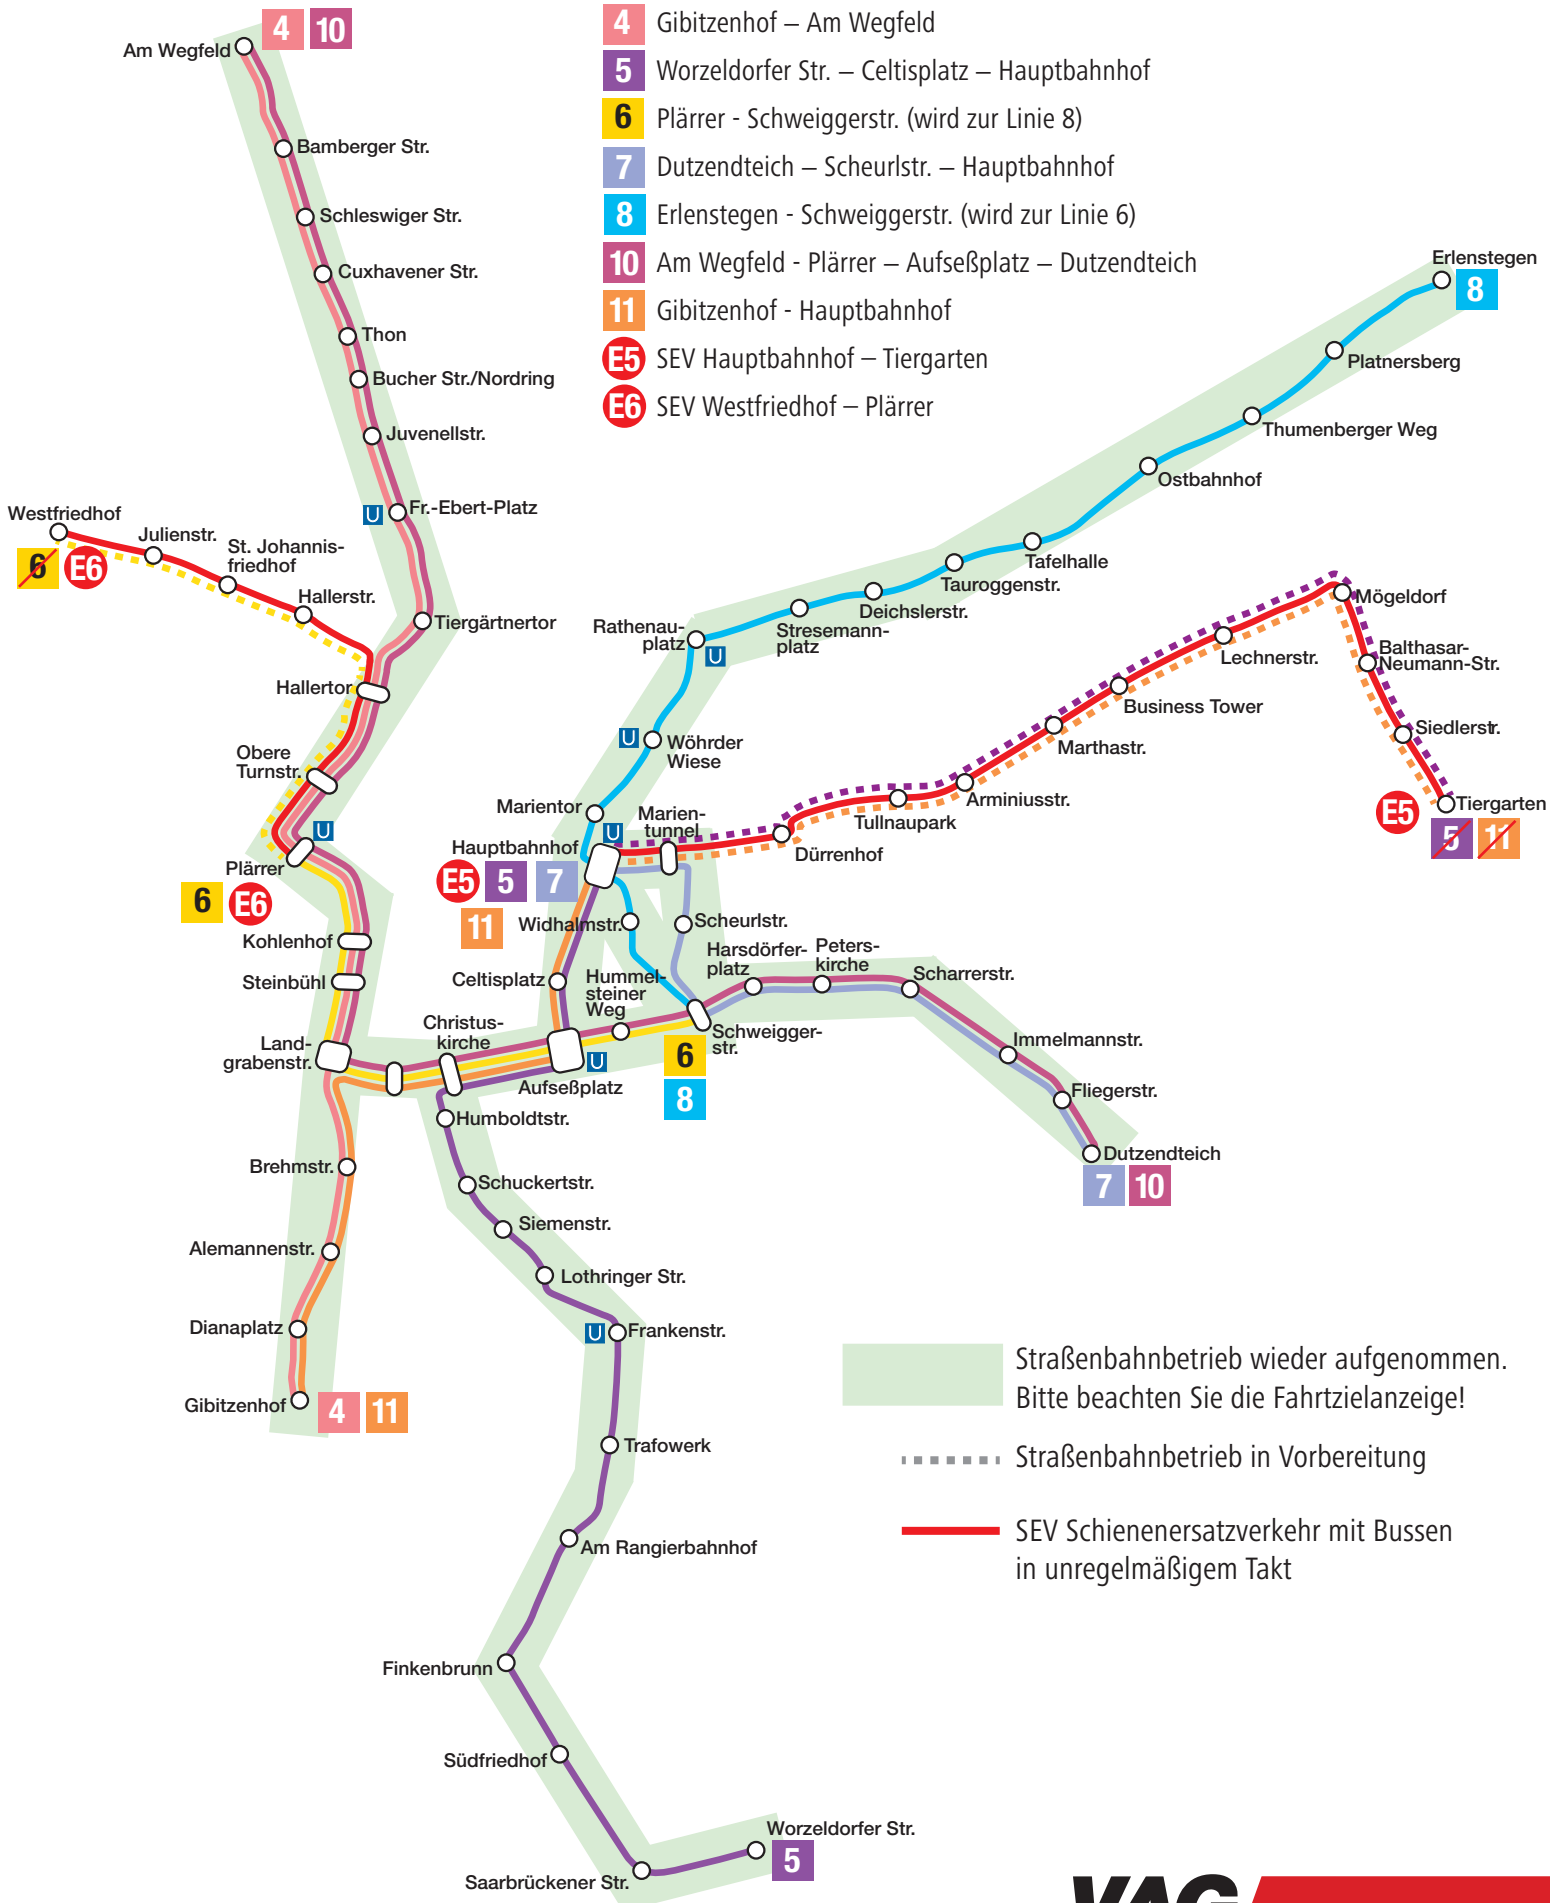 4 Gibitzenhof – Am Wegfeld
5 Worzeldorfer Str. – Celtisplatz – Hauptbahnhof
6 Plärrer - Schweiggerstr. (wird zur Linie 8)
7 Dutzendteich – Scheurlstr. – Hauptbahnhof
8 Erlenstegen - Schweiggerstr. (wird zur Linie 6)
10 Am Wegfeld - Plärrer – Aufseßplatz – Dutzendteich
11 Gibitzenhof - Hauptbahnhof
E5 SEV Hauptbahnhof – Tiergarten
E6 SEV Westfriedhof – Plärrer
Am Wegfeld
4 10
Bamberger Str.
Schleswiger Str.
Cuxhavener Str.
Thon
Bucher Str./Nordring
Juvenellstr.
U
Fr.-Ebert-Platz
Tiergärtnertor
Westfriedhof
6 E6
Julienstr.
St. Johannis-
friedhof
Hallerstr.
Hallertor
Obere
Turnstr.
U
Plärrer
6 E6
Kohlenhof
Steinbühl
Land-
grabenstr.
Christus-
kirche
Brehmstr.
Alemannenstr.
Dianaplatz
Gibitzenhof
4 11
Erlenstegen
8
Platnersberg
Thumenberger Weg
Ostbahnhof
Tafelhalle
Tauroggenstr.
Deichslerstr.
Stresemann-
platz
Rathenau-
platz
U
U
Wöhrder
Wiese
Marientor
U
Hauptbahnhof
E5 5 7
11
Marien-
tunnel
Dürrenhof
Tullnaupark
Arminiusstr.
Marthastr.
Business Tower
Lechnerstr.
Mögeldorf
Balthasar-
Neumann-Str.
Siedlerstr.
E5
Tiergarten
5 11
Widhalmstr.
Scheurlstr.
Celtisplatz
Hummel-
steiner
Weg
Harsdörfer-
platz
Peters-
kirche
Scharrerstr.
Schweigger-
str.
6
8
U
Aufseßplatz
Immelmannstr.
Fliegerstr.
Dutzendteich
7 10
Humboldtstr.
Schuckertstr.
Siemenstr.
Lothringer Str.
U
Frankenstr.
Trafowerk
Am Rangierbahnhof
Finkenbrunn
Südfriedhof
Saarbrückener Str.
Worzeldorfer Str.
5
Straßenbahnbetrieb wieder aufgenommen.
Bitte beachten Sie die Fahrtzielanzeige!
Straßenbahnbetrieb in Vorbereitung
SEV Schienenersatzverkehr mit Bussen
in unregelmäßigem Takt
VAG